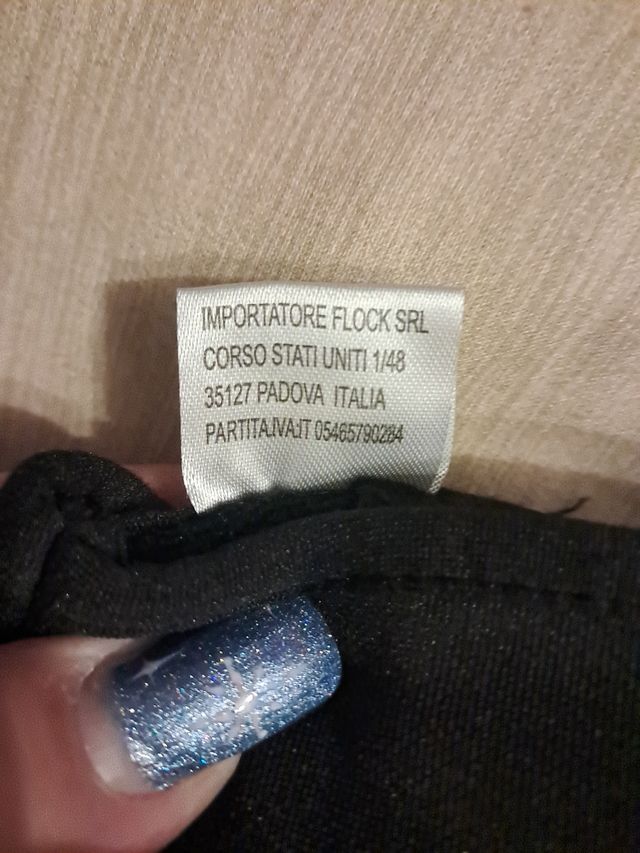 IMPORTATORE FLOCK SRL
CORSO STATI UNITI 1/48
35127 PADOVA ITALIA
PARTITA.IVA:IT 05465790284